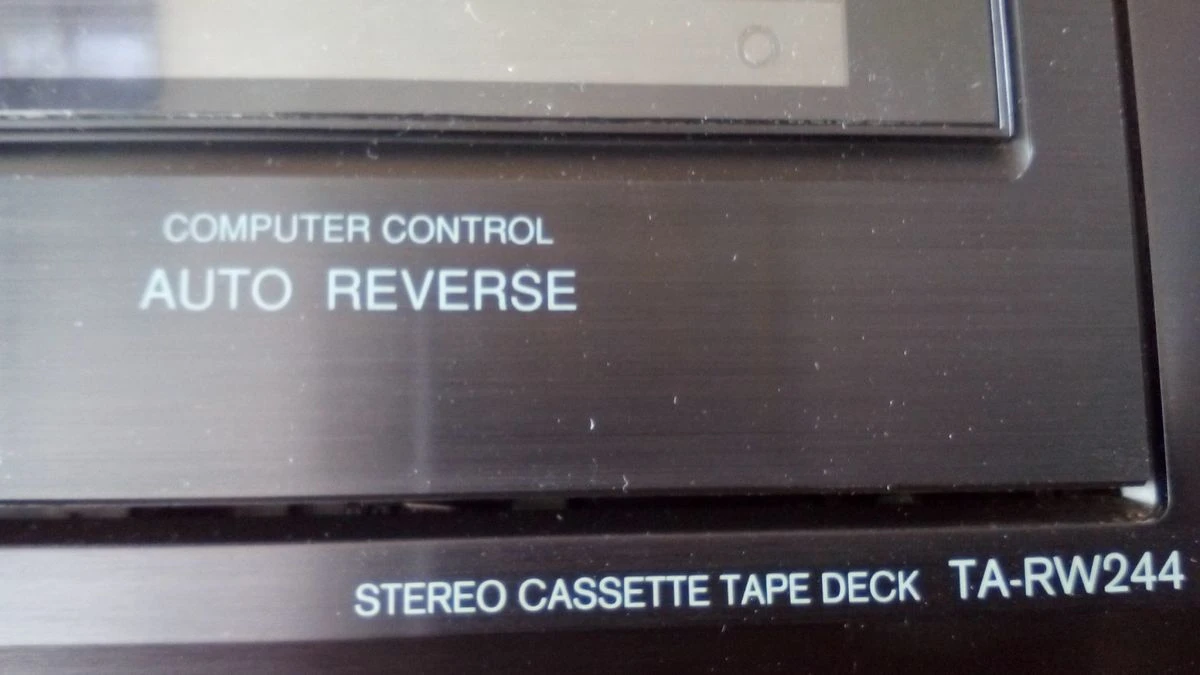 COMPUTER CONTROL
AUTO REVERSE
STEREO CASSETTE TAPE DECK TA-RW244